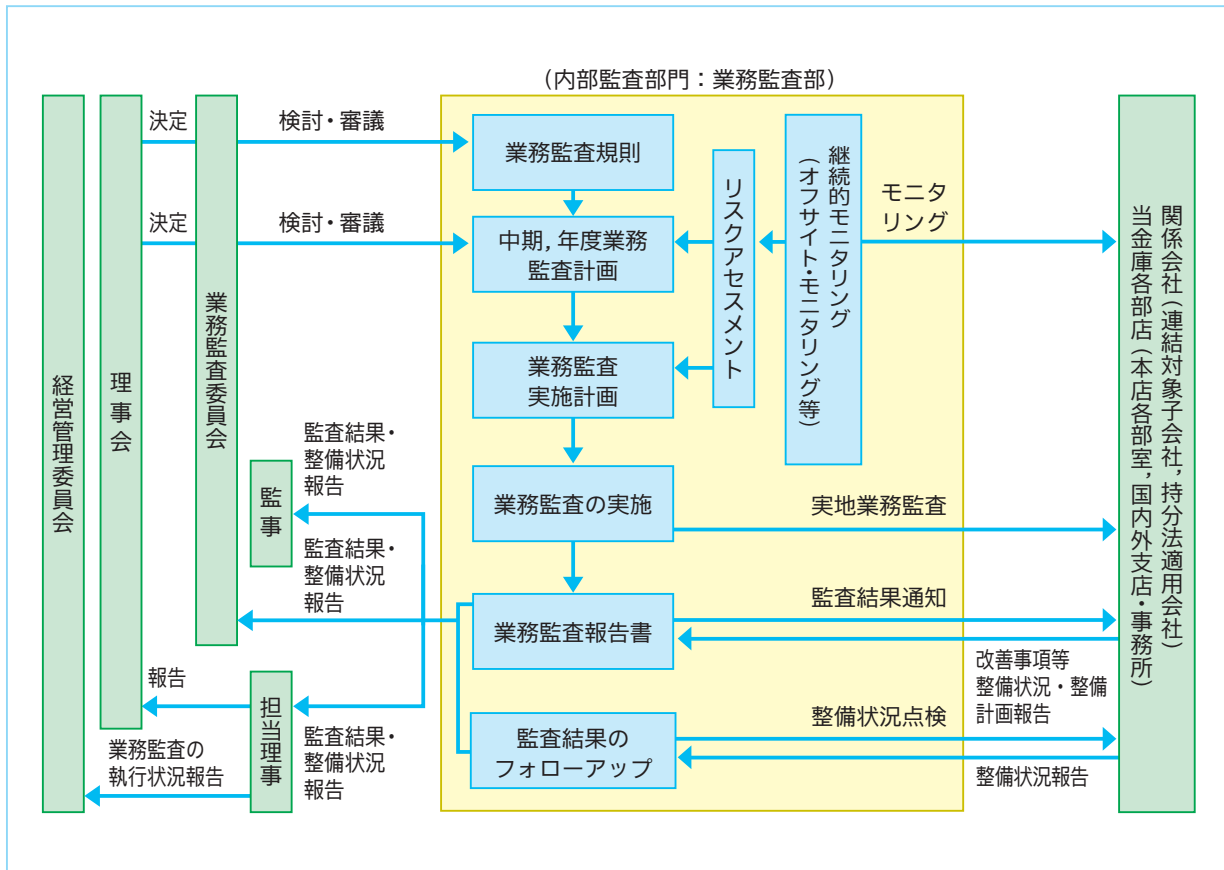 （内部監査部門：業務監査部）
経営管理委員会
理事会
業務監査委員会
決定
検討・審議
決定
検討・審議
業務監査規則
中期，年度業務
監査計画
業務監査
実施計画
業務監査の実施
業務監査報告書
監査結果の
フォローアップ
リスクアセスメント
継続的モニタリング
（オフサイト・モニタリング等）
モニタ
リング
実地業務監査
監査結果通知
改善事項等
整備状況・整備
計画報告
整備状況点検
整備状況報告
関係会社（連結対象子会社，持分法適用会社）
当金庫各部店（本店各部室，国内外支店・事務所）
監査結果・
整備状況
報告
監事
監査結果・
整備状況
報告
報告
担当理事
監査結果・
整備状況
報告
業務監査の
執行状況報告